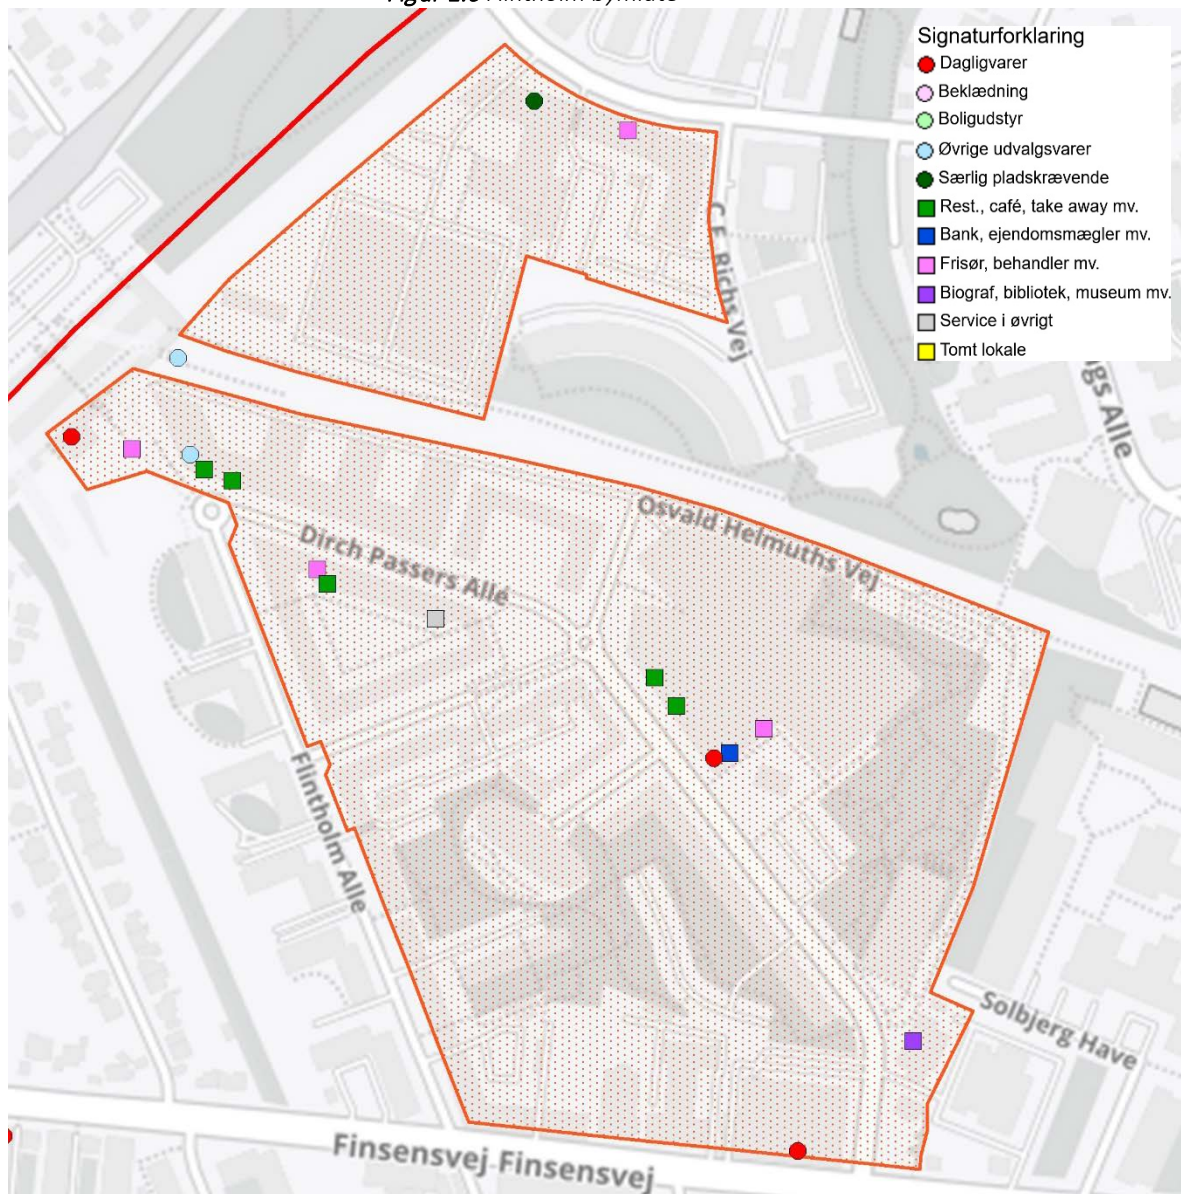 Signaturforklaring
Dagligvarer
Beklædning
Boligudstyr
Øvrige udvalgsvarer
Særlig pladskrævende
Rest., café, take away mv.
Bank, ejendomsmægler mv.
Frisør, behandler mv.
Biograf, bibliotek, museum mv.
Service i øvrigt
Tomt lokale
C.F. Richs Vej
Alle
Osvald Helmuths Vej
Dirch Passers Allé
Flintholm Alle
Solbjerg Have
Finsensvej Finsensvej